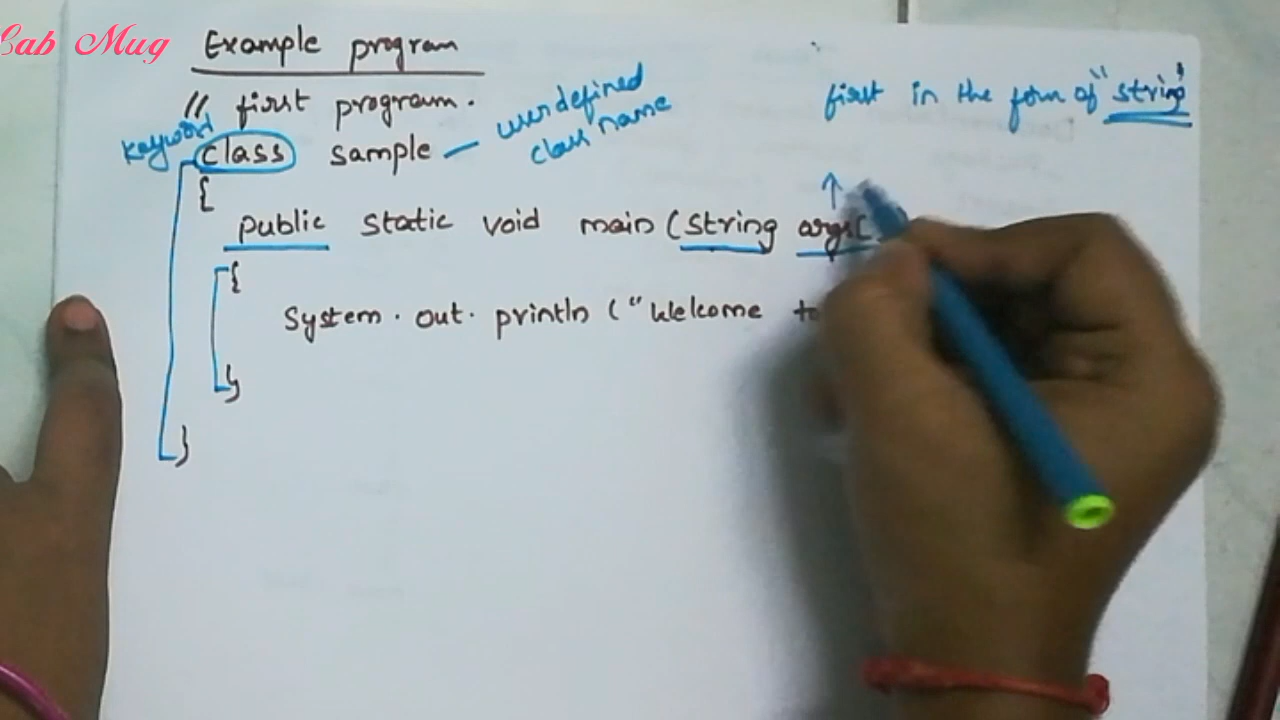 Lab Mug
Example program
// first program.
keyword
class sample — userdefined
class name
first in the form of "string"
{
public static void main (string args[
{
System.out.println ("Welcome to
}
}